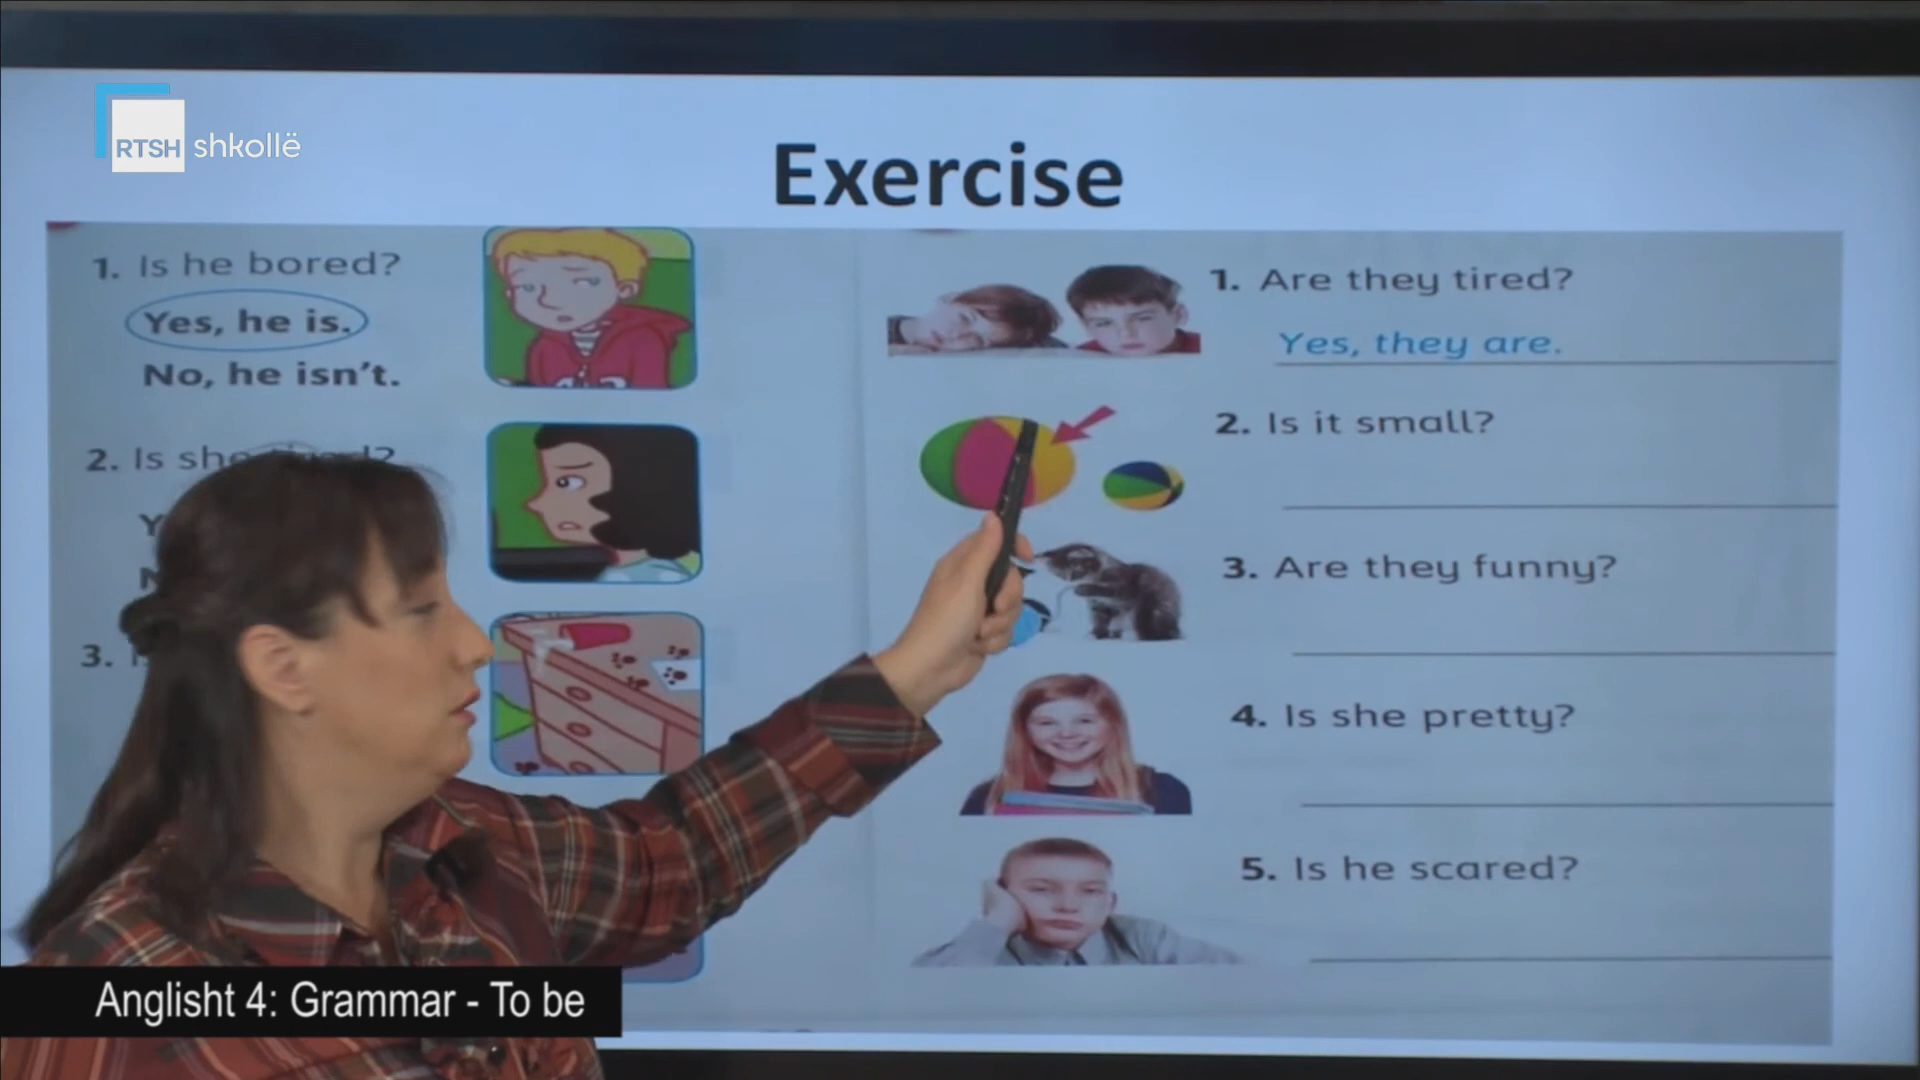 RTSH shkollë
Exercise
1. Is he bored?
Yes, he is.
No, he isn't.
2. Is she
3.
1. Are they tired?
Yes, they are.
2. Is it small?
3. Are they funny?
4. Is she pretty?
5. Is he scared?
Anglisht 4: Grammar - To be